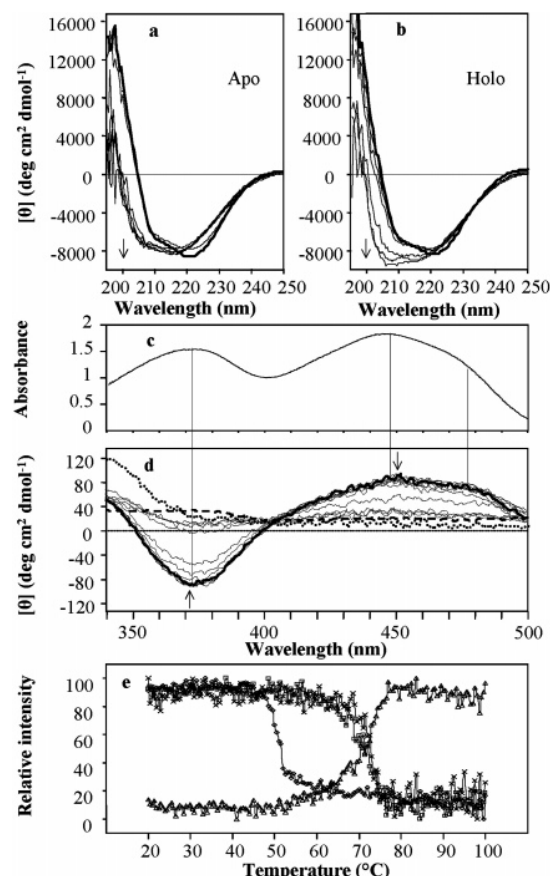 a
b
16000
12000
8000
4000
0
-4000
-8000
Apo
[θ] (deg cm² dmol⁻¹)
200 210 220 230 240 250
Wavelength (nm)
16000
12000
8000
4000
0
-4000
-8000
Holo
200 210 220 230 240 250
Wavelength (nm)
c
2
1.5
1
0.5
0
Absorbance
d
120
80
40
0
-40
-80
-120
[θ] (deg cm² dmol⁻¹)
340 400 450 500
Wavelength (nm)
e
100
80
60
40
20
0
Relative intensity
20 30 40 50 60 70 80 90 100
Temperature (°C)